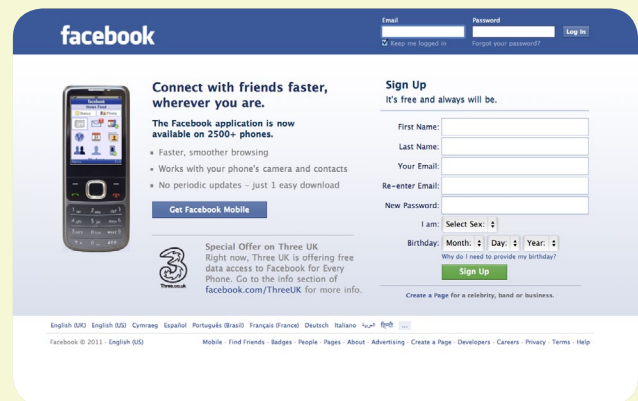 facebook
Email
Password
Log In
Keep me logged in
Forgot your password?
facebook
Connect with friends faster,
wherever you are.
The Facebook application is now
available on 2500+ phones.
Faster, smoother browsing
Works with your phone's camera and contacts
No periodic updates – just 1 easy download
Get Facebook Mobile
Three.co.uk
Special Offer on Three UK
Right now, Three UK is offering free
data access to Facebook for Every
Phone. Go to the info section of
facebook.com/ThreeUK for more info.
Sign Up
It's free and always will be.
First Name:
Last Name:
Your Email:
Re-enter Email:
New Password:
I am: Select Sex:
Birthday: Month: Day: Year:
Why do I need to provide my birthday?
Sign Up
Create a Page for a celebrity, band or business.
English (UK) English (US) Cymraeg Español Português (Brasil) Français (France) Deutsch Italiano العربية हिन्दी ...
Facebook © 2011 · English (US)
Mobile · Find Friends · Badges · People · Pages · About · Advertising · Create a Page · Developers · Careers · Privacy · Terms · Help